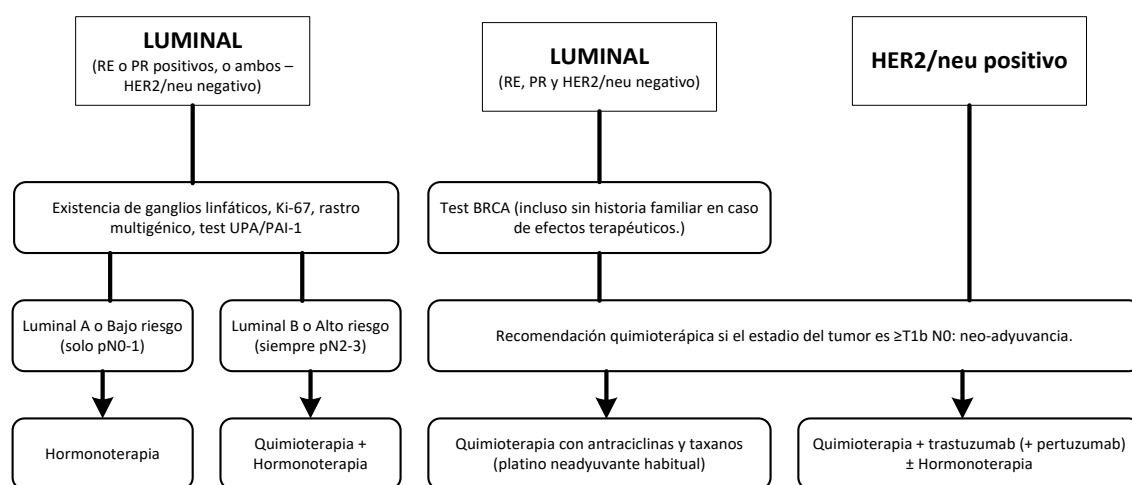 LUMINAL
(RE o PR positivos, o ambos –
HER2/neu negativo)
LUMINAL
(RE, PR y HER2/neu negativo)
HER2/neu positivo
Existencia de ganglios linfáticos, Ki-67, rastro
multigénico, test UPA/PAI-1
Test BRCA (incluso sin historia familiar en caso
de efectos terapéuticos.)
Luminal A o Bajo riesgo
(solo pN0-1)
Luminal B o Alto riesgo
(siempre pN2-3)
Recomendación quimioterápica si el estadio del tumor es ≥T1b N0: neo-adyuvancia.
Hormonoterapia
Quimioterapia +
Hormonoterapia
Quimioterapia con antraciclinas y taxanos
(platino neadyuvante habitual)
Quimioterapia + trastuzumab (+ pertuzumab)
± Hormonoterapia